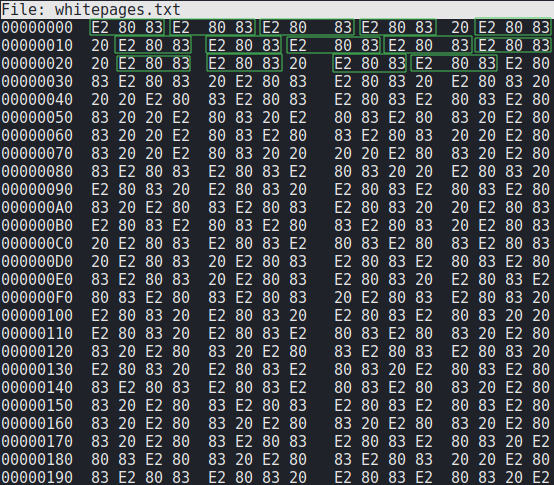 File: whitepages.txt
00000000 E2 80 83 E2 80 83 E2 80 83 E2 80 83 20 E2 80 83
00000010 20 E2 80 83 E2 80 83 E2 80 83 E2 80 83 E2 80 83
00000020 20 E2 80 83 E2 80 83 20 E2 80 83 E2 80 83 E2 80
00000030 83 E2 80 83 20 E2 80 83 E2 80 83 20 E2 80 83 20
00000040 20 20 E2 80 83 E2 80 83 E2 80 83 E2 80 83 E2 80
00000050 83 20 20 E2 80 83 20 E2 80 83 E2 80 83 20 E2 80
00000060 83 20 20 E2 80 83 E2 80 83 E2 80 83 20 20 E2 80
00000070 83 20 20 E2 80 83 20 20 20 20 E2 80 83 20 E2 80
00000080 83 E2 80 83 E2 80 83 E2 80 83 20 20 E2 80 83 20
00000090 E2 80 83 20 E2 80 83 20 E2 80 83 E2 80 83 E2 80
000000A0 83 20 E2 80 83 E2 80 83 E2 80 83 20 20 E2 80 83
000000B0 E2 80 83 E2 80 83 E2 80 83 E2 80 83 20 E2 80 83
000000C0 20 E2 80 83 E2 80 83 E2 80 83 E2 80 83 E2 80 83
000000D0 20 E2 80 83 20 E2 80 83 E2 80 83 E2 80 83 E2 80
000000E0 83 20 E2 80 83 E2 80 83 E2 80 83 20 E2 80 83 E2
000000F0 80 83 E2 80 83 E2 80 83 20 E2 80 83 E2 80 83 20
00000100 E2 80 83 20 E2 80 83 20 E2 80 83 E2 80 83 20 20
00000110 E2 80 83 20 E2 80 83 E2 80 83 E2 80 83 20 E2 80
00000120 83 20 E2 80 83 20 E2 80 83 E2 80 83 E2 80 83 20
00000130 E2 80 83 20 E2 80 83 E2 80 83 20 E2 80 83 E2 80
00000140 83 E2 80 83 E2 80 83 E2 80 83 E2 80 83 20 E2 80
00000150 83 20 E2 80 83 E2 80 83 E2 80 83 E2 80 83 E2 80
00000160 83 20 E2 80 83 20 E2 80 83 20 E2 80 83 20 E2 80
00000170 83 20 E2 80 83 E2 80 83 E2 80 83 E2 80 83 20 E2
00000180 80 83 E2 80 83 20 E2 80 83 E2 80 83 20 20 E2 80
00000190 83 E2 80 83 E2 80 83 20 E2 80 83 E2 80 83 20 E2